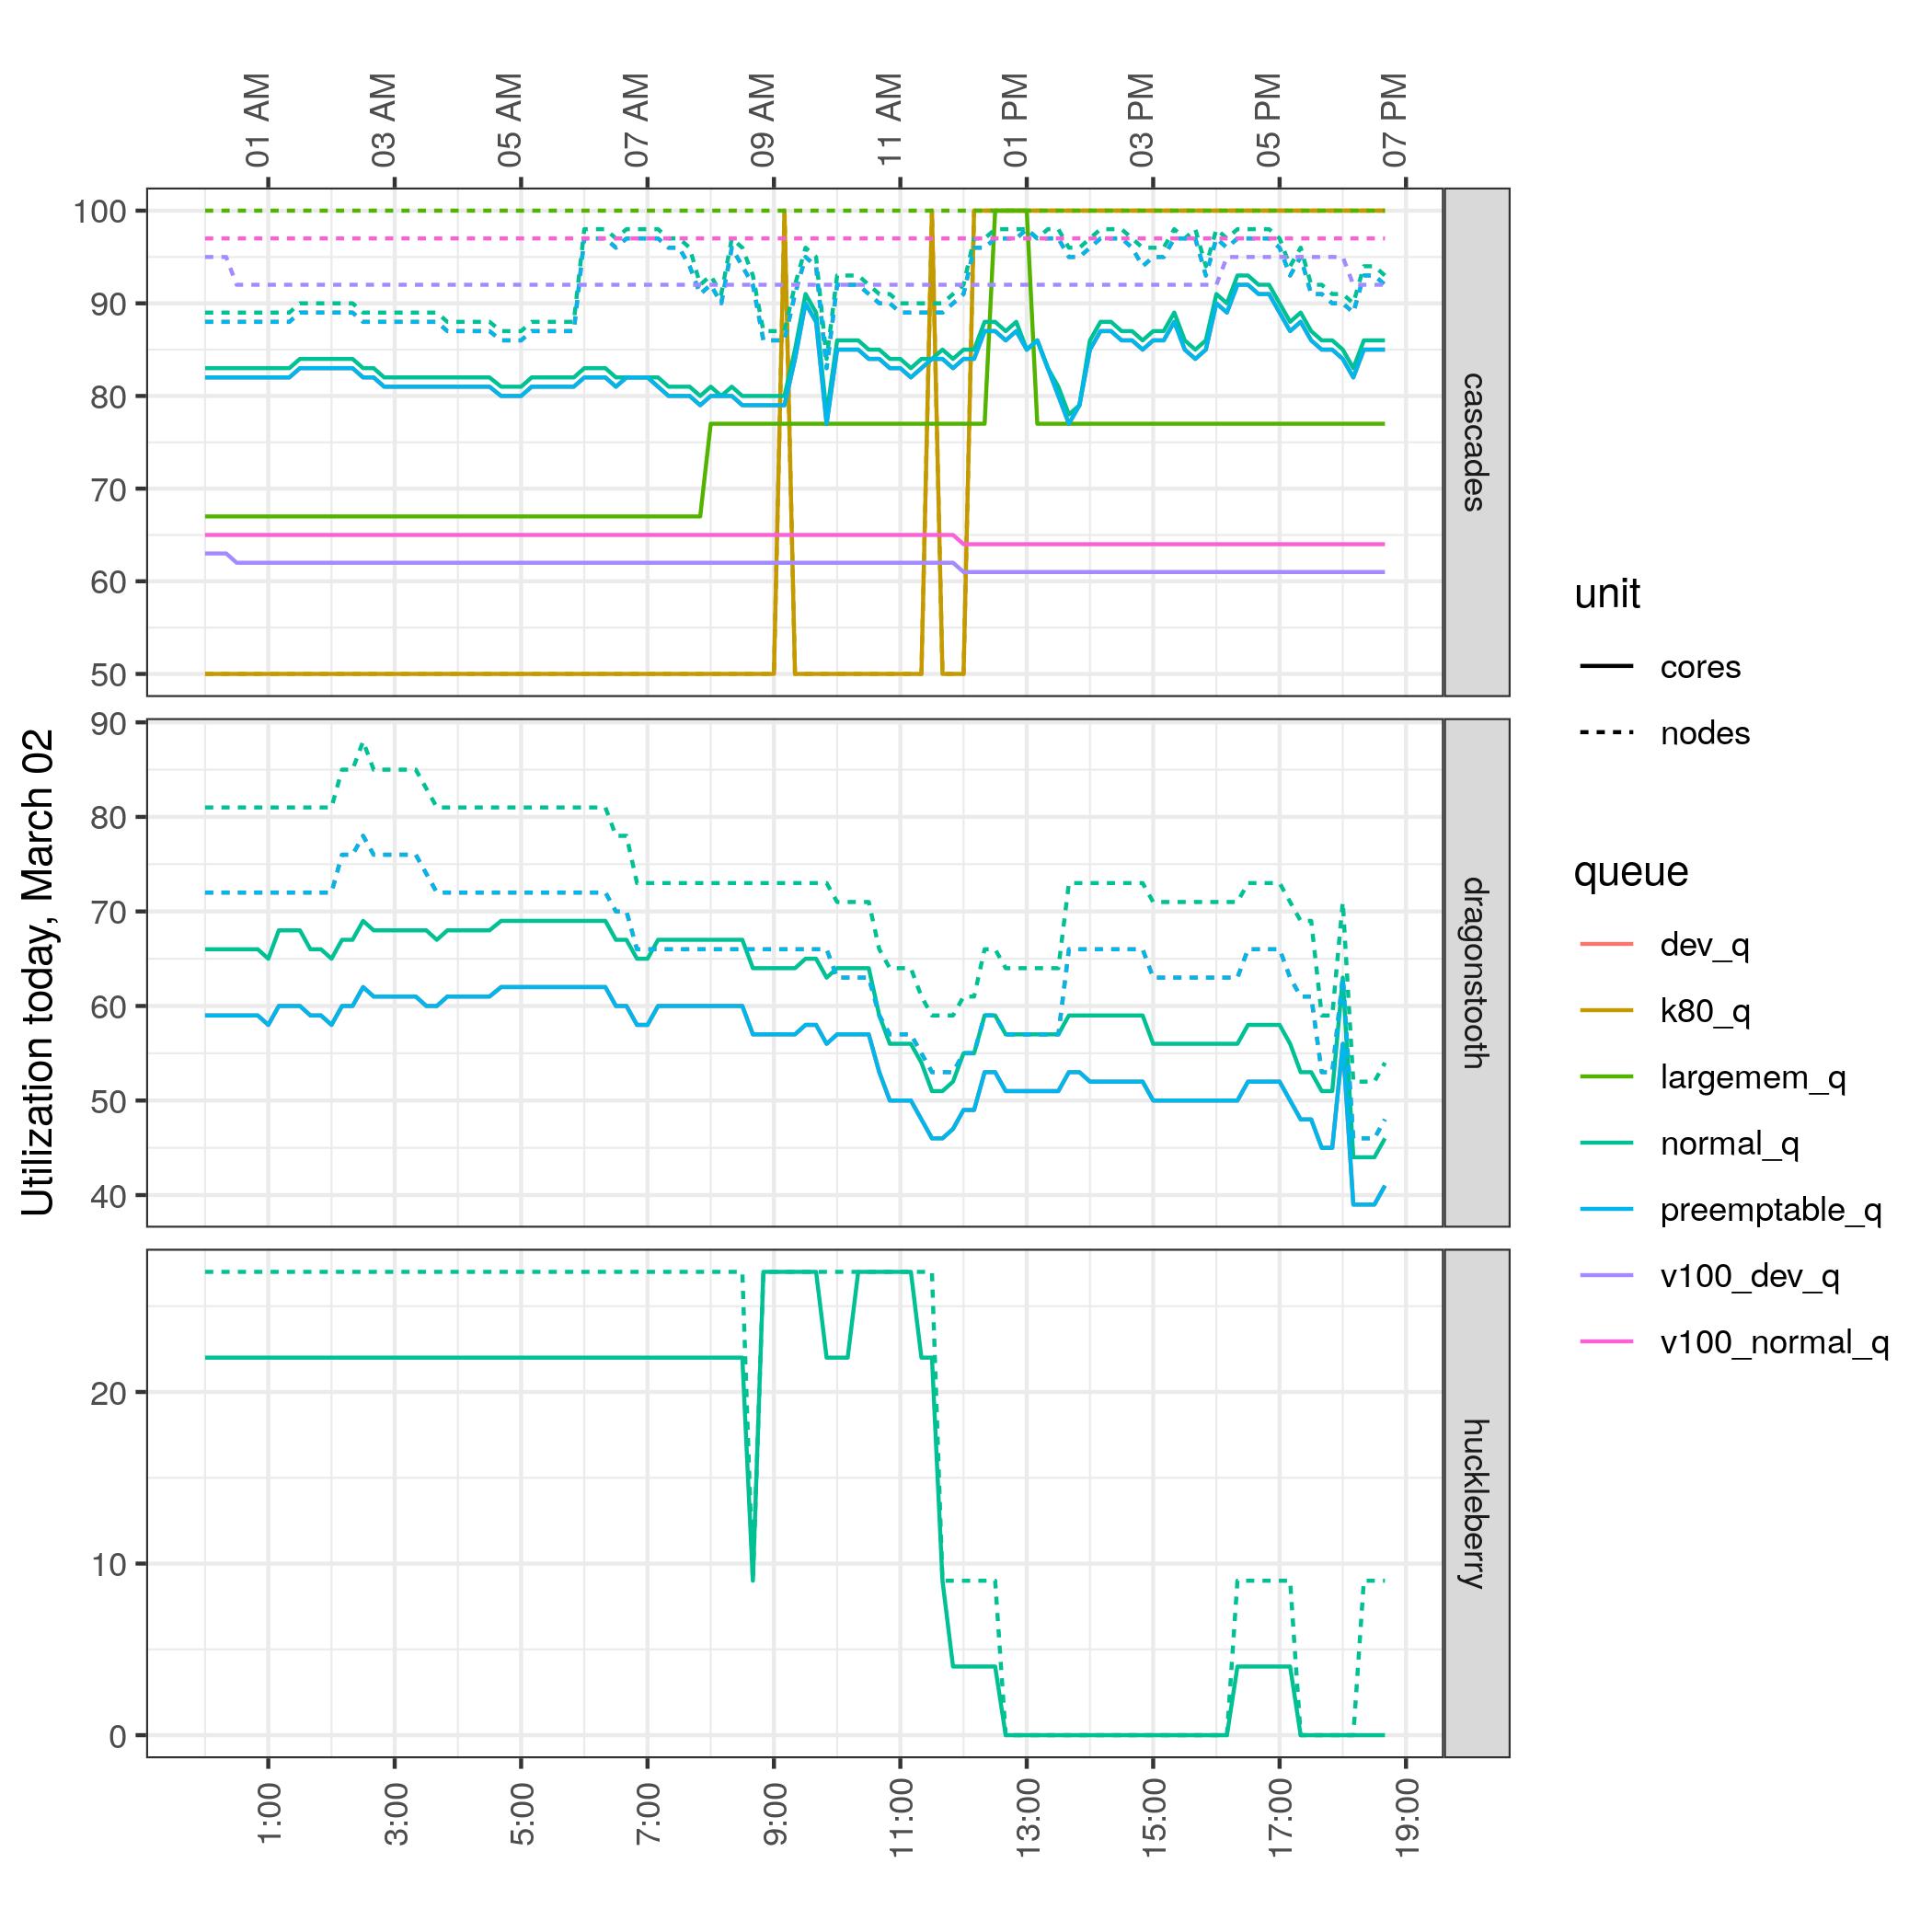 01 AM
03 AM
05 AM
07 AM
09 AM
11 AM
01 PM
03 PM
05 PM
07 PM
Utilization today, March 02
100
90
80
70
60
50
cascades
90
80
70
60
50
40
dragonstooth
20
10
0
huckleberry
1:00
3:00
5:00
7:00
9:00
11:00
13:00
15:00
17:00
19:00
unit
cores
nodes
queue
dev_q
k80_q
largemem_q
normal_q
preemptable_q
v100_dev_q
v100_normal_q